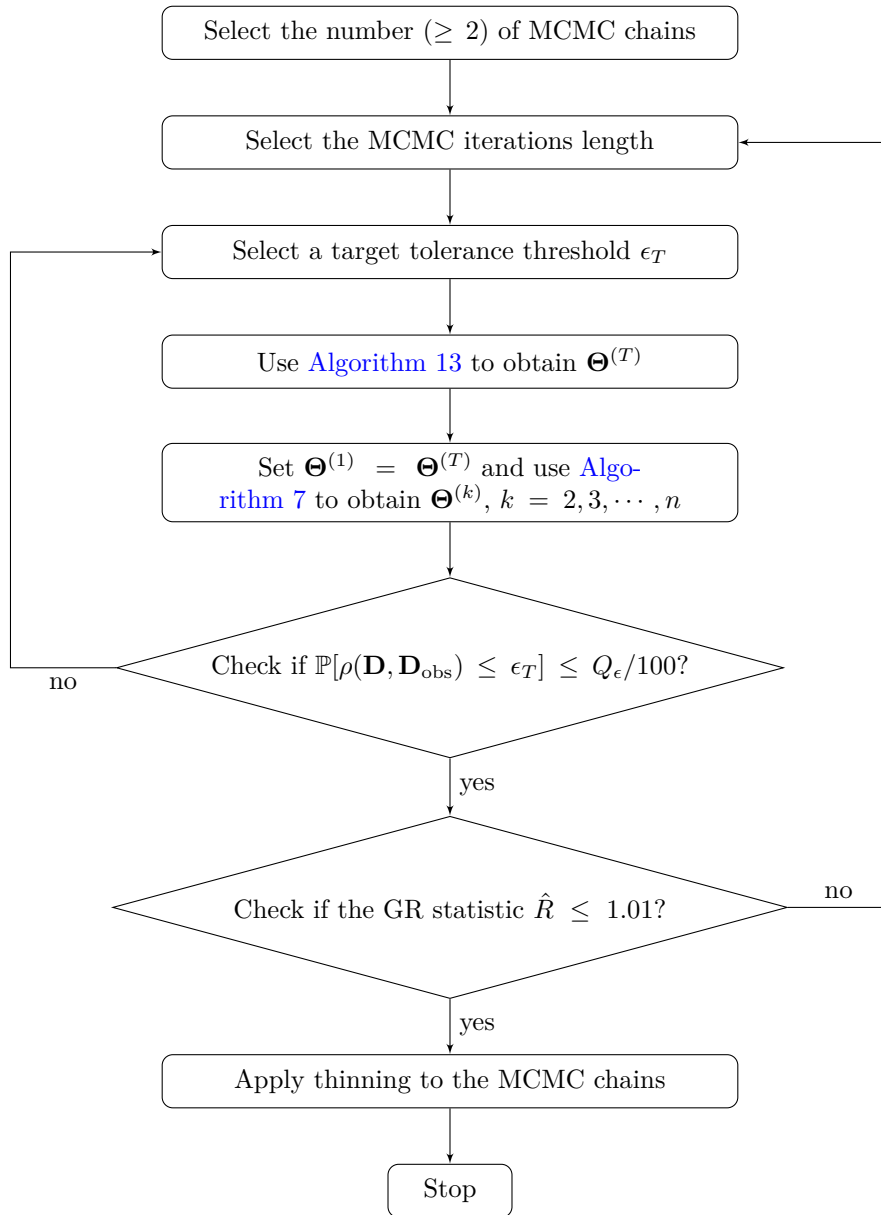 Select the number (≥ 2) of MCMC chains
Select the MCMC iterations length
Select a target tolerance threshold ϵ_T
Use Algorithm 13 to obtain Θ^(T)
Set Θ^(1) = Θ^(T) and use Algo-
rithm 7 to obtain Θ^(k), k = 2, 3, ⋯ , n
Check if ℙ[ρ(D, D_obs) ≤ ϵ_T] ≤ Q_ϵ/100?
no
yes
Check if the GR statistic R̂ ≤ 1.01?
no
yes
Apply thinning to the MCMC chains
Stop